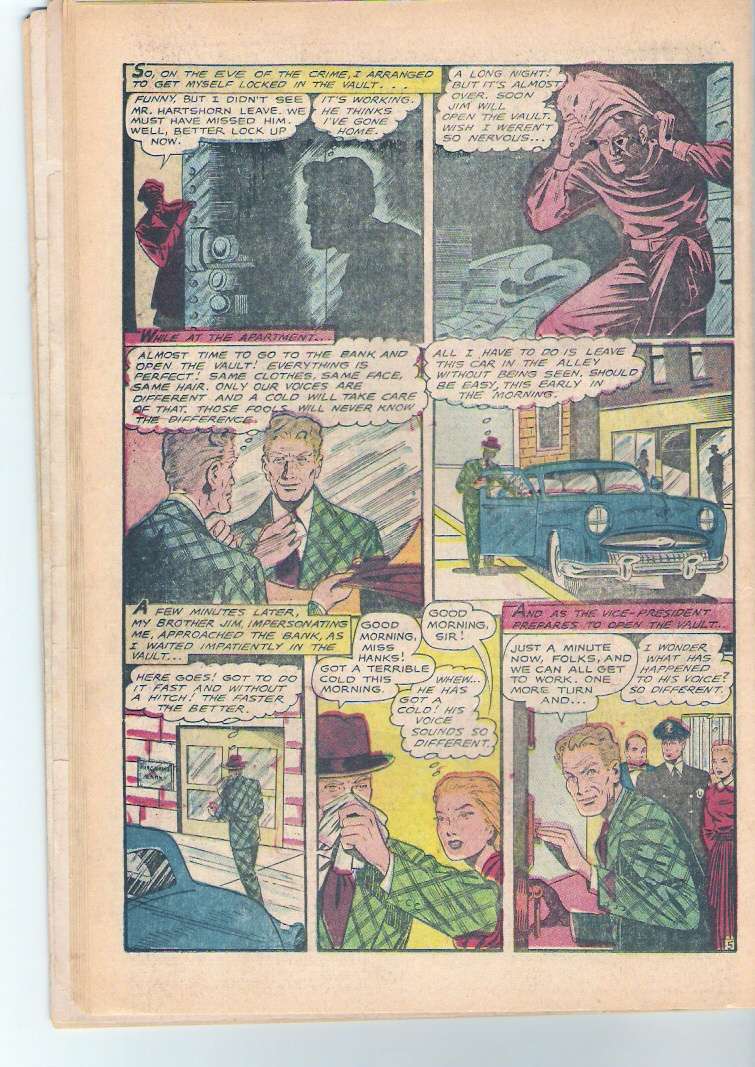 SO, ON THE EVE OF THE CRIME, I ARRANGED
TO GET MYSELF LOCKED IN THE VAULT...
FUNNY, BUT I DIDN'T SEE
MR. HARTSHORN LEAVE. WE
MUST HAVE MISSED HIM.
WELL, BETTER LOCK UP
NOW.
IT'S WORKING.
HE THINKS
I'VE GONE
HOME.
A LONG NIGHT!
BUT IT'S ALMOST
OVER. SOON
JIM WILL
OPEN THE VAULT.
WISH I WEREN'T
SO NERVOUS...
WHILE AT THE APARTMENT...
ALMOST TIME TO GO TO THE BANK AND
OPEN THE VAULT! EVERYTHING IS
PERFECT! SAME CLOTHES, SAME FACE,
SAME HAIR. ONLY OUR VOICES ARE
DIFFERENT AND A COLD WILL TAKE CARE
OF THAT. THOSE FOOLS WILL NEVER KNOW
THE DIFFERENCE.
ALL I HAVE TO DO IS LEAVE
THIS CAR IN THE ALLEY
WITHOUT BEING SEEN. SHOULD
BE EASY, THIS EARLY IN
THE MORNING.
A FEW MINUTES LATER,
MY BROTHER JIM, IMPERSONATING
ME, APPROACHED THE BANK, AS
I WAITED IMPATIENTLY IN THE
VAULT...
HERE GOES! GOT TO DO
IT FAST AND WITHOUT
A HITCH! THE FASTER
THE BETTER.
GOOD
MORNING,
MISS
HANKS!
GOT A TERRIBLE
COLD THIS
MORNING.
GOOD
MORNING,
SIR!
WHEW...
HE HAS
GOT A
COLD! HIS
VOICE
SOUNDS SO
DIFFERENT.
AND AS THE VICE-PRESIDENT
PREPARES TO OPEN THE VAULT...
JUST A MINUTE
NOW, FOLKS, AND
WE CAN ALL GET
TO WORK. ONE
MORE TURN
AND...
I WONDER
WHAT HAS
HAPPENED
TO HIS VOICE?
SO DIFFERENT.
5